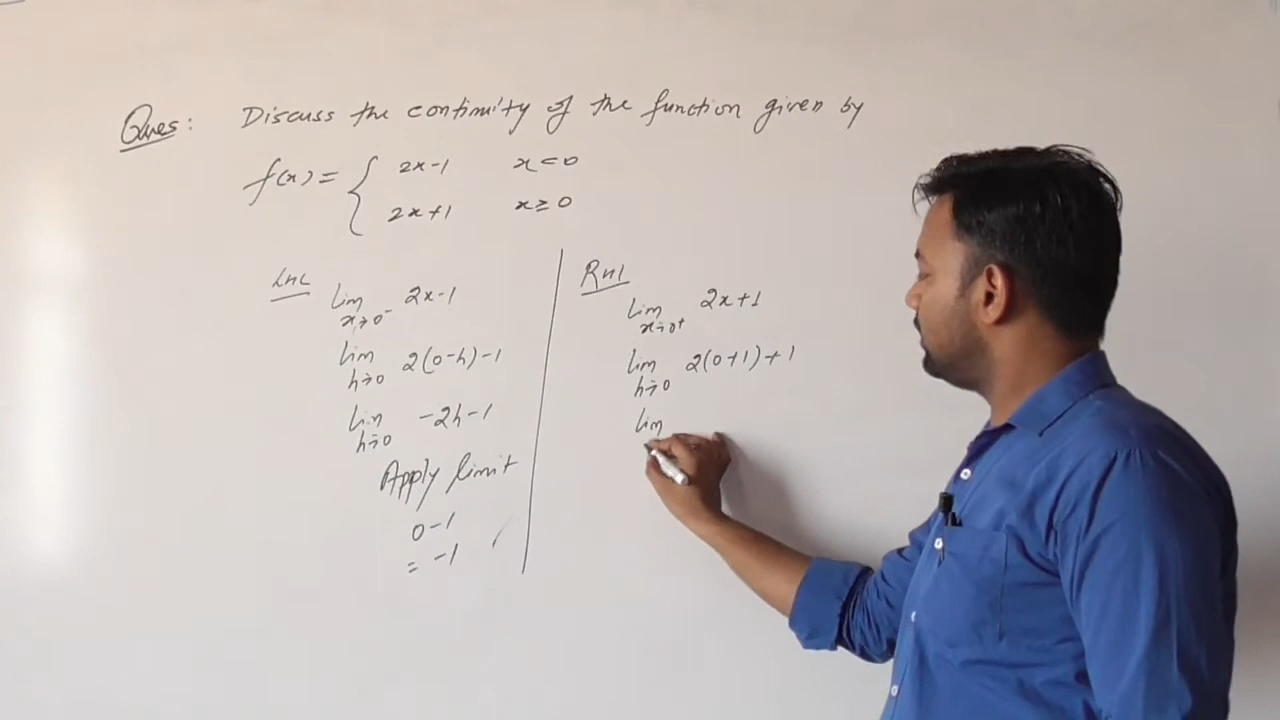 Ques: Discuss the continuity of the function given by
f(x) = { 2x-1 x<0
2x+1 x≥0
LHL
lim x→0⁻ 2x-1
lim h→0 2(0-h)-1
lim h→0 -2h-1
Apply limit
0-1
= -1
RHL
lim x→0⁺ 2x+1
lim h→0 2(0+1)+1
lim